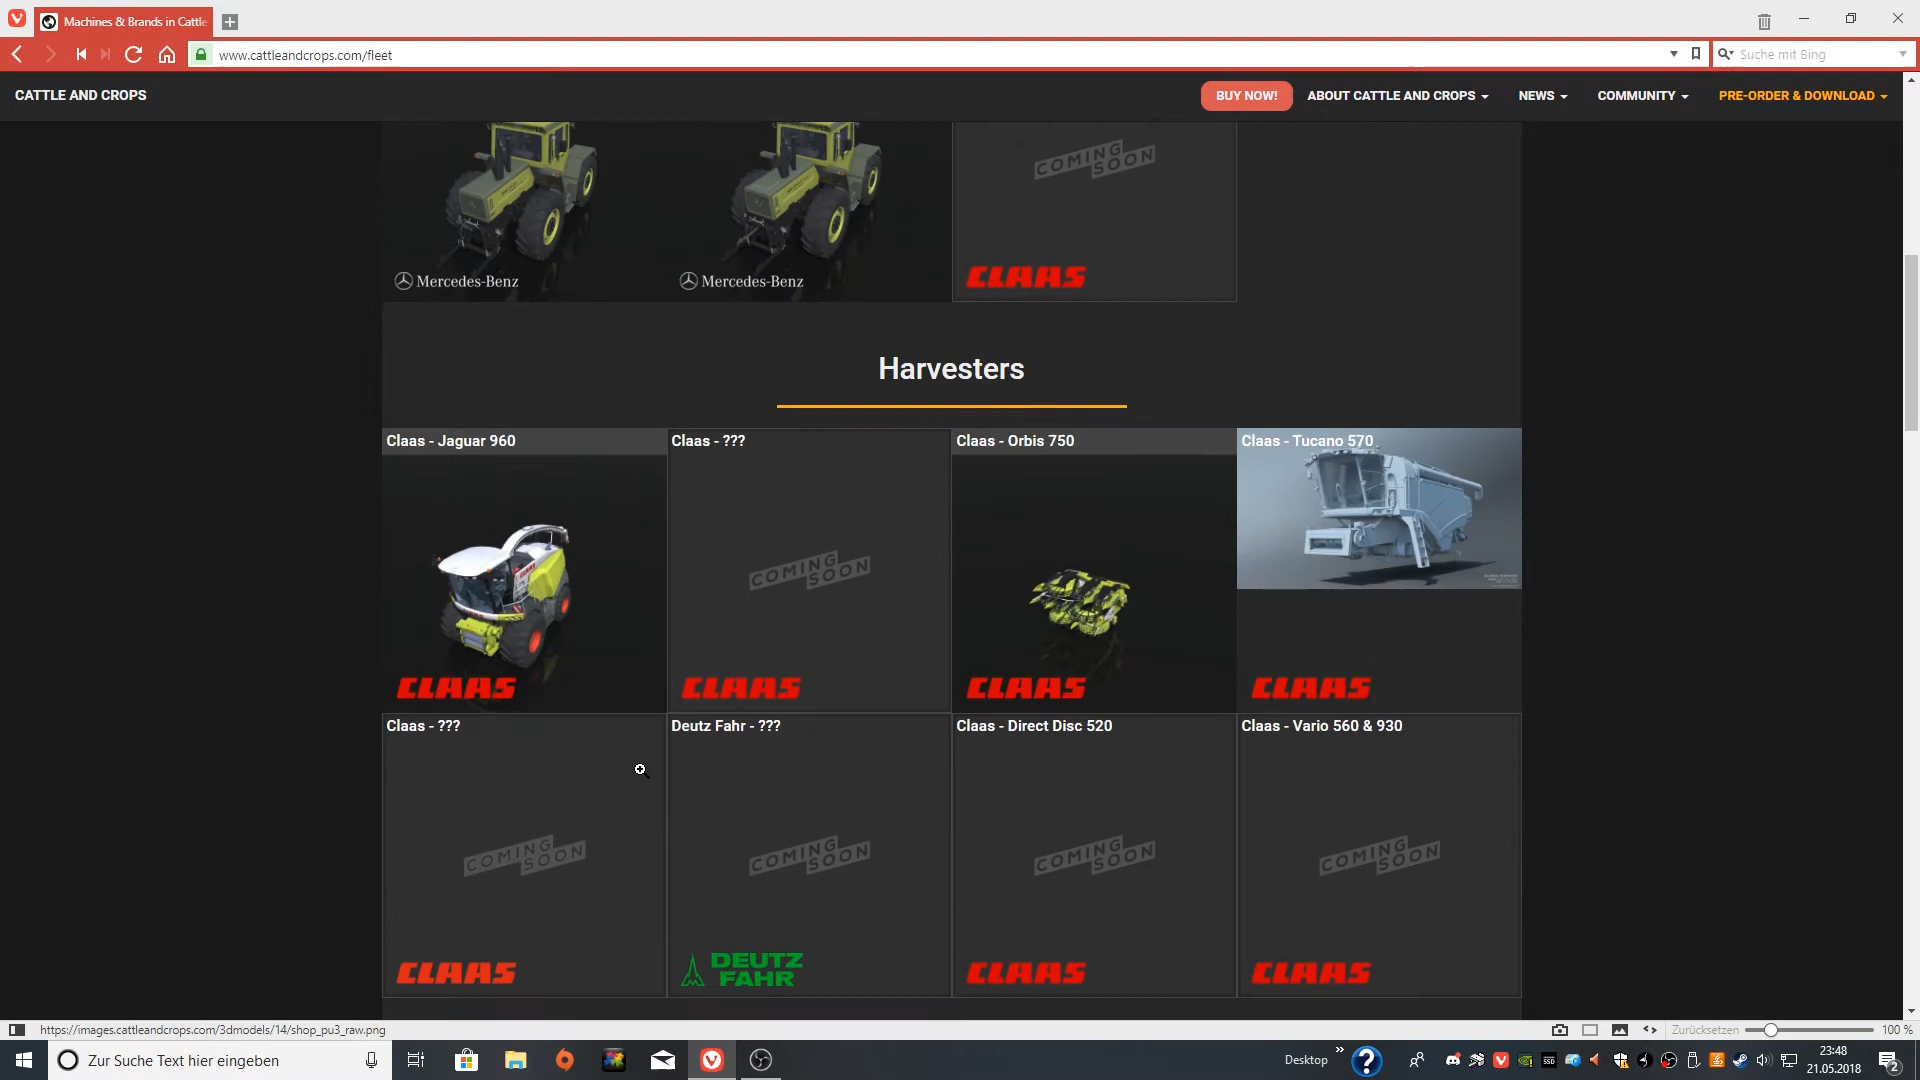 Machines & Brands in Cattle
www.cattleandcrops.com/fleet
Suche mit Bing
CATTLE AND CROPS
BUY NOW!
ABOUT CATTLE AND CROPS
NEWS
COMMUNITY
PRE-ORDER & DOWNLOAD
COMING SOON
Mercedes-Benz
Mercedes-Benz
CLAAS
Harvesters
Claas - Jaguar 960
Claas - ???
Claas - Orbis 750
Claas - Tucano 570
COMING SOON
CLAAS
CLAAS
CLAAS
CLAAS
Claas - ???
Deutz Fahr - ???
Claas - Direct Disc 520
Claas - Vario 560 & 930
COMING SOON
COMING SOON
COMING SOON
COMING SOON
CLAAS
DEUTZ
FAHR
CLAAS
CLAAS
https://images.cattleandcrops.com/3dmodels/14/shop_pu3_raw.png
Zurücksetzen
100 %
Zur Suche Text hier eingeben
Desktop
23:48
21.05.2018
2